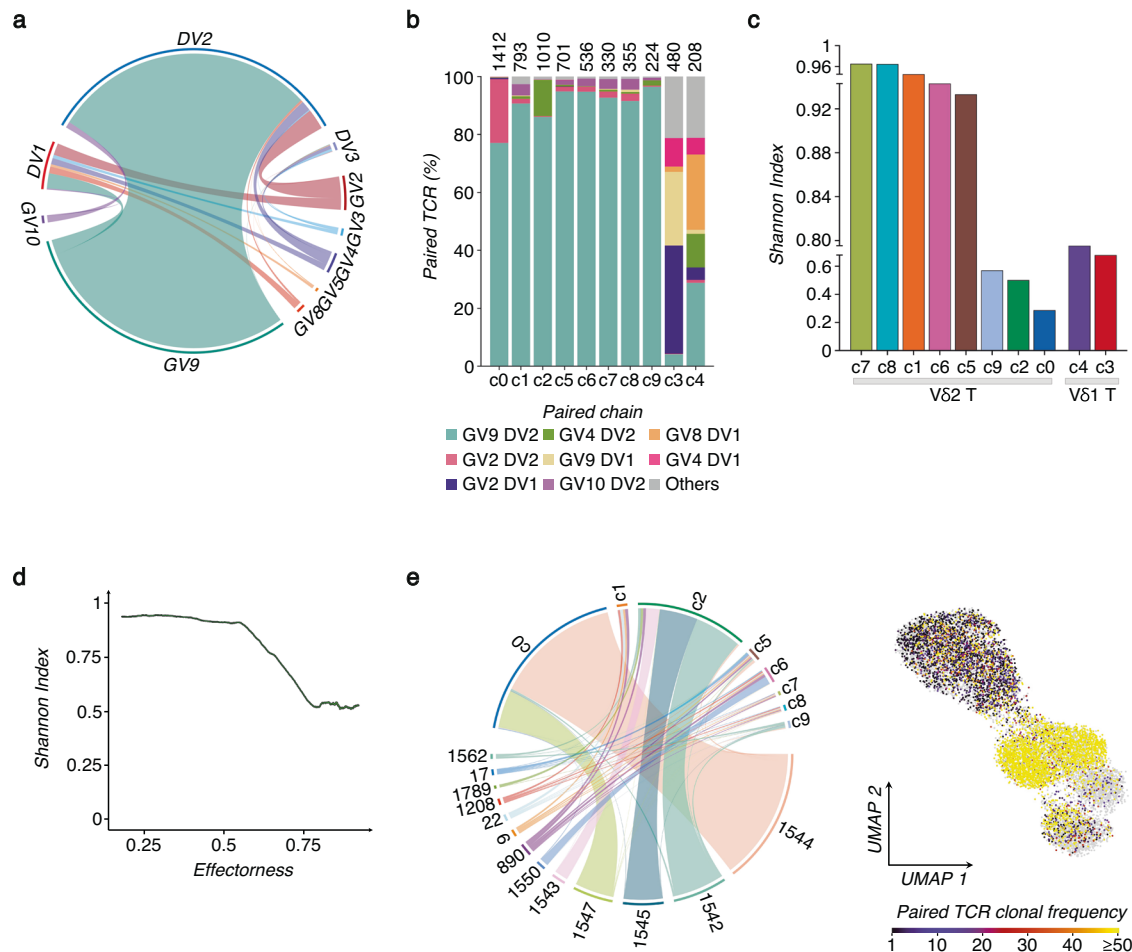 a
DV2
DV1
DV3
GV2
GV3
GV4
GV5
GV8
GV10
GV9
b
1412
793
1010
701
536
330
355
224
480
208
Paired TCR (%)
100
80
60
40
20
0
c0 c1 c2 c5 c6 c7 c8 c9 c3 c4
Paired chain
GV9 DV2 GV4 DV2 GV8 DV1
GV2 DV2 GV9 DV1 GV4 DV1
GV2 DV1 GV10 DV2 Others
c
Shannon Index
1
0.96
0.92
0.88
0.84
0.80
0.6
0.4
0.2
0
c7 c8 c1 c6 c5 c9 c2 c0 c4 c3
Vδ2 T Vδ1 T
d
Shannon Index
1
0.75
0.5
0.25
0
0.25 0.5 0.75
Effectorness
e
c0
c1
c2
c5
c6
c7
c8
c9
1562
17
1789
1208
22
6
890
1550
1543
1547
1545
1542
1544
UMAP 2
UMAP 1
Paired TCR clonal frequency
1 10 20 30 40 ≥50